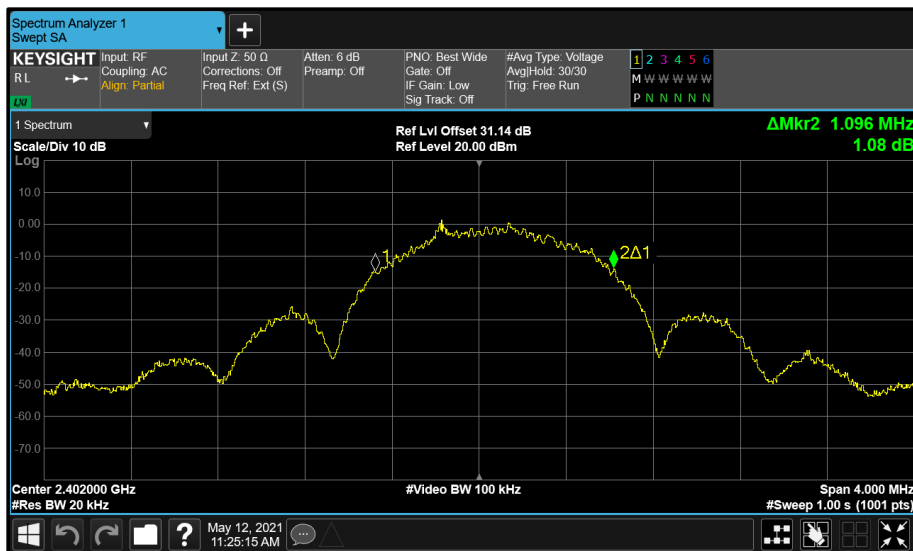 Spectrum Analyzer 1
Swept SA
KEYSIGHT
R L
LXI
Input: RF
Coupling: AC
Align: Partial
Input Z: 50 Ω
Corrections: Off
Freq Ref: Ext (S)
Atten: 6 dB
Preamp: Off
PNO: Best Wide
Gate: Off
IF Gain: Low
Sig Track: Off
#Avg Type: Voltage
Avg|Hold: 30/30
Trig: Free Run
1 2 3 4 5 6
M W W W W W
P N N N N N
1 Spectrum
Scale/Div 10 dB
Log
Ref Lvl Offset 31.14 dB
Ref Level 20.00 dBm
ΔMkr2 1.096 MHz
1.08 dB
10.0
0.00
-10.0
-20.0
-30.0
-40.0
-50.0
-60.0
-70.0
1
2Δ1
Center 2.402000 GHz
#Res BW 20 kHz
#Video BW 100 kHz
Span 4.000 MHz
#Sweep 1.00 s (1001 pts)
?
May 12, 2021
11:25:15 AM